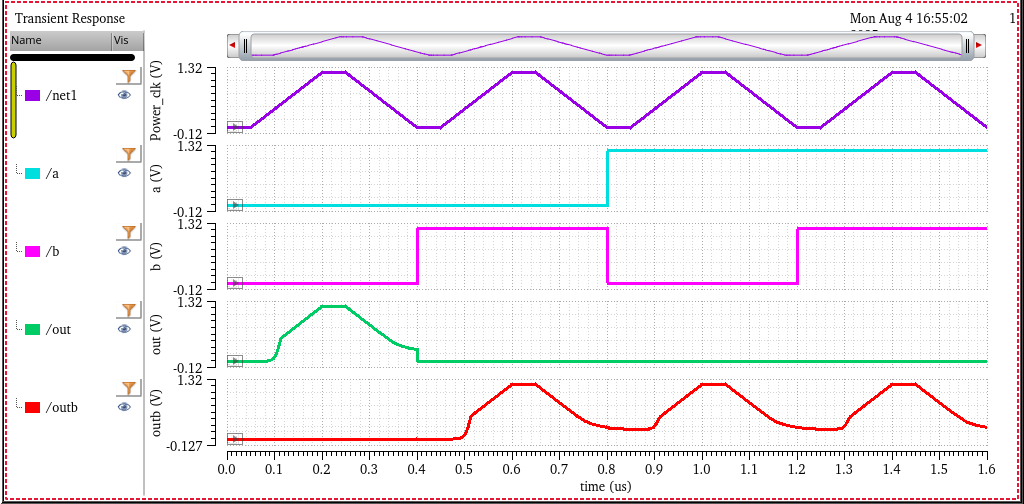 Transient Response
Mon Aug 4 16:55:02
1
Name Vis
/net1
/a
/b
/out
/outb
Power_dk (V)
1.32
-0.12
a (V)
1.32
-0.12
b (V)
1.32
-0.12
out (V)
1.32
-0.12
outb (V)
1.32
-0.127
0.0 0.1 0.2 0.3 0.4 0.5 0.6 0.7 0.8 0.9 1.0 1.1 1.2 1.3 1.4 1.5 1.6
time (us)